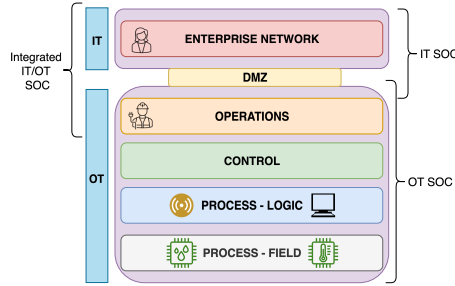 IT
ENTERPRISE NETWORK
IT SOC
Integrated
IT/OT
SOC
DMZ
OPERATIONS
CONTROL
OT
OT SOC
PROCESS - LOGIC
PROCESS - FIELD